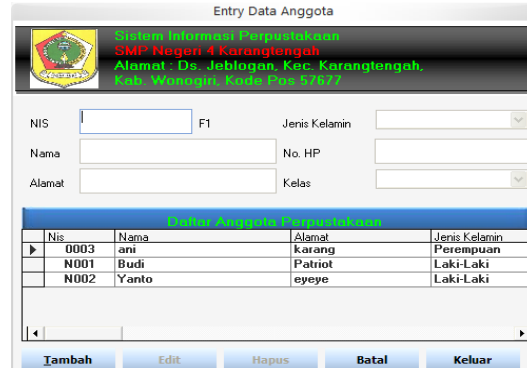 Entry Data Anggota
Sistem Informasi Perpustakaan
SMP Negeri 4 Karangtengah
Alamat : Ds. Jeblogan, Kec. Karangtengah,
Kab. Wonogiri, Kode Pos 57677
NIS F1 Jenis Kelamin
Nama No. HP
Alamat Kelas
Daftar Anggota Perpustakaan
Nis Nama Alamat Jenis Kelamin
0003 ani karang Perempuan
N001 Budi Patriot Laki-Laki
N002 Yanto eyeye Laki-Laki
Tambah Edit Hapus Batal Keluar